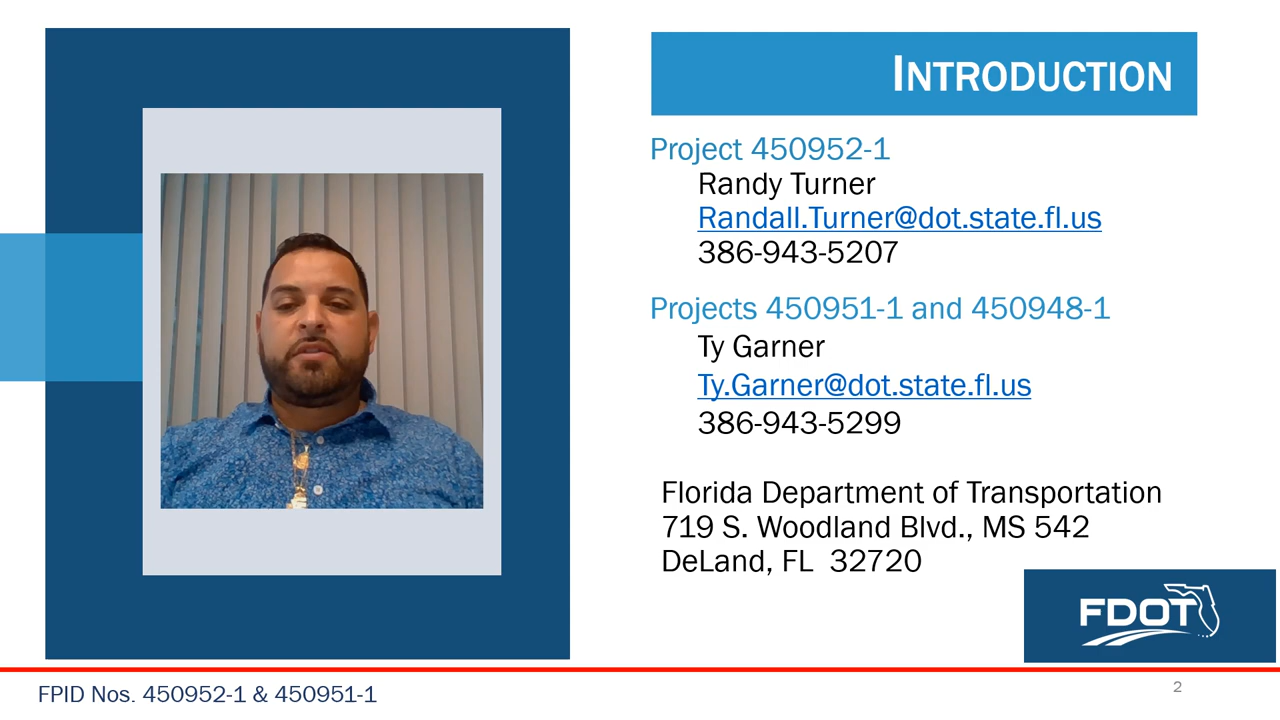 INTRODUCTION
Project 450952-1
Randy Turner
Randall.Turner@dot.state.fl.us
386-943-5207
Projects 450951-1 and 450948-1
Ty Garner
Ty.Garner@dot.state.fl.us
386-943-5299
Florida Department of Transportation
719 S. Woodland Blvd., MS 542
DeLand, FL  32720
FDOT
FPID Nos. 450952-1 & 450951-1
2